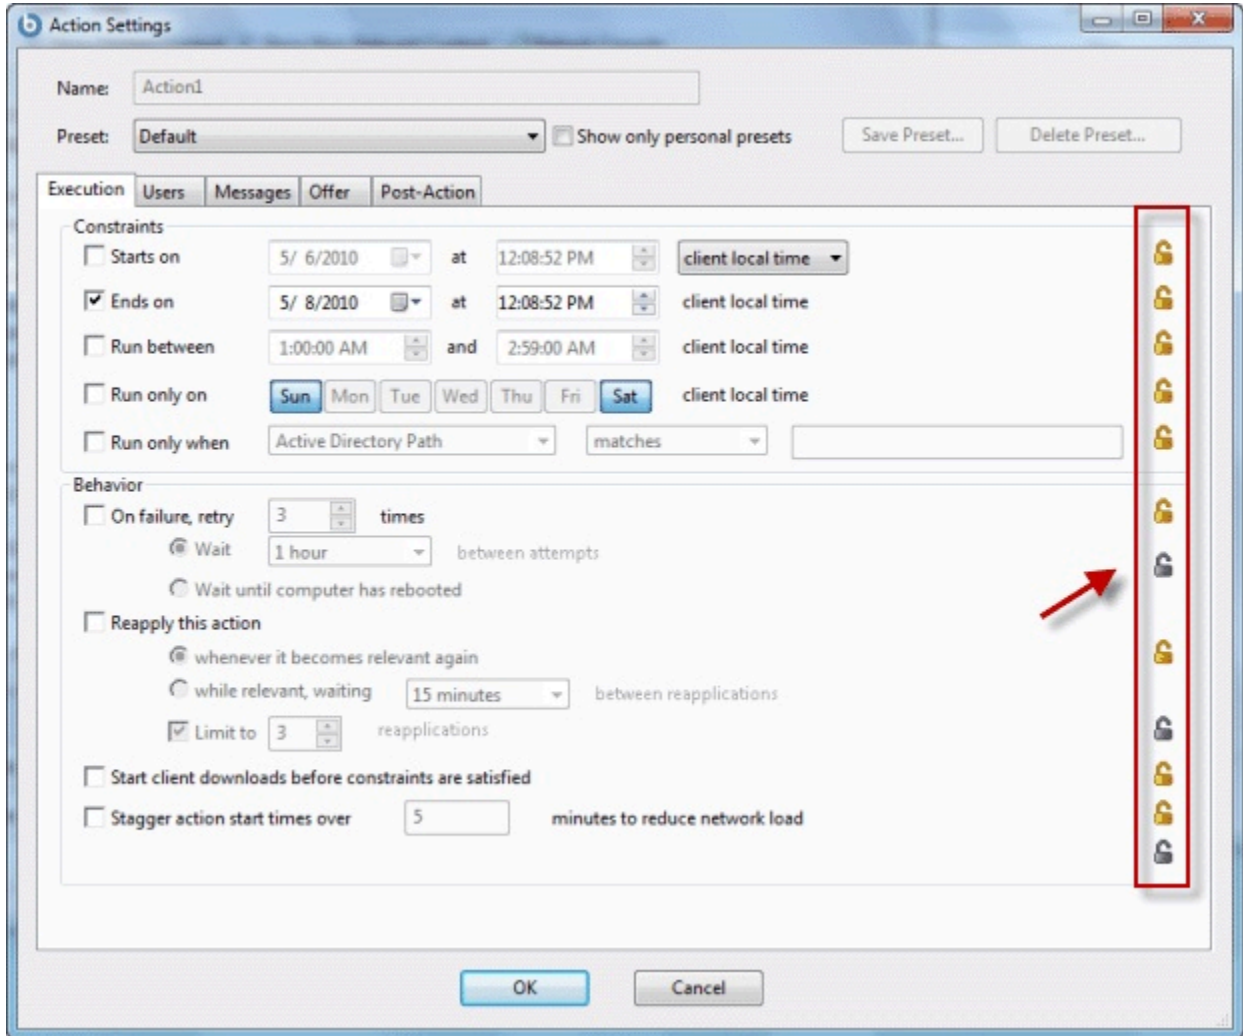 Action Settings
Name: Action1
Preset: Default Show only personal presets Save Preset... Delete Preset...
Execution Users Messages Offer Post-Action
Constraints
Starts on 5/ 6/2010 at 12:08:52 PM client local time
Ends on 5/ 8/2010 at 12:08:52 PM client local time
Run between 1:00:00 AM and 2:59:00 AM client local time
Run only on Sun Mon Tue Wed Thu Fri Sat client local time
Run only when Active Directory Path matches
Behavior
On failure, retry 3 times
Wait 1 hour between attempts
Wait until computer has rebooted
Reapply this action
whenever it becomes relevant again
while relevant, waiting 15 minutes between reapplications
Limit to 3 reapplications
Start client downloads before constraints are satisfied
Stagger action start times over 5 minutes to reduce network load
OK Cancel